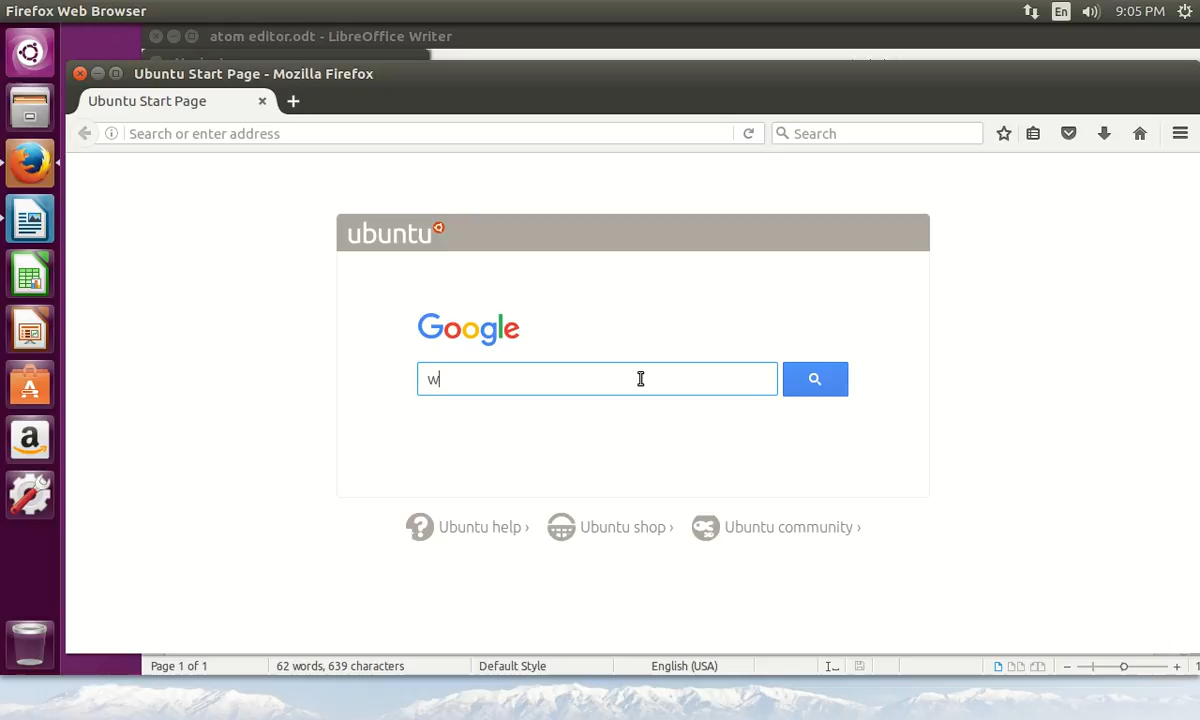 Firefox Web Browser
En
9:05 PM
atom editor.odt - LibreOffice Writer
Ubuntu Start Page - Mozilla Firefox
Ubuntu Start Page
Search or enter address
Search
ubuntu
Google
w
Ubuntu help ›
Ubuntu shop ›
Ubuntu community ›
Page 1 of 1
62 words, 639 characters
Default Style
English (USA)